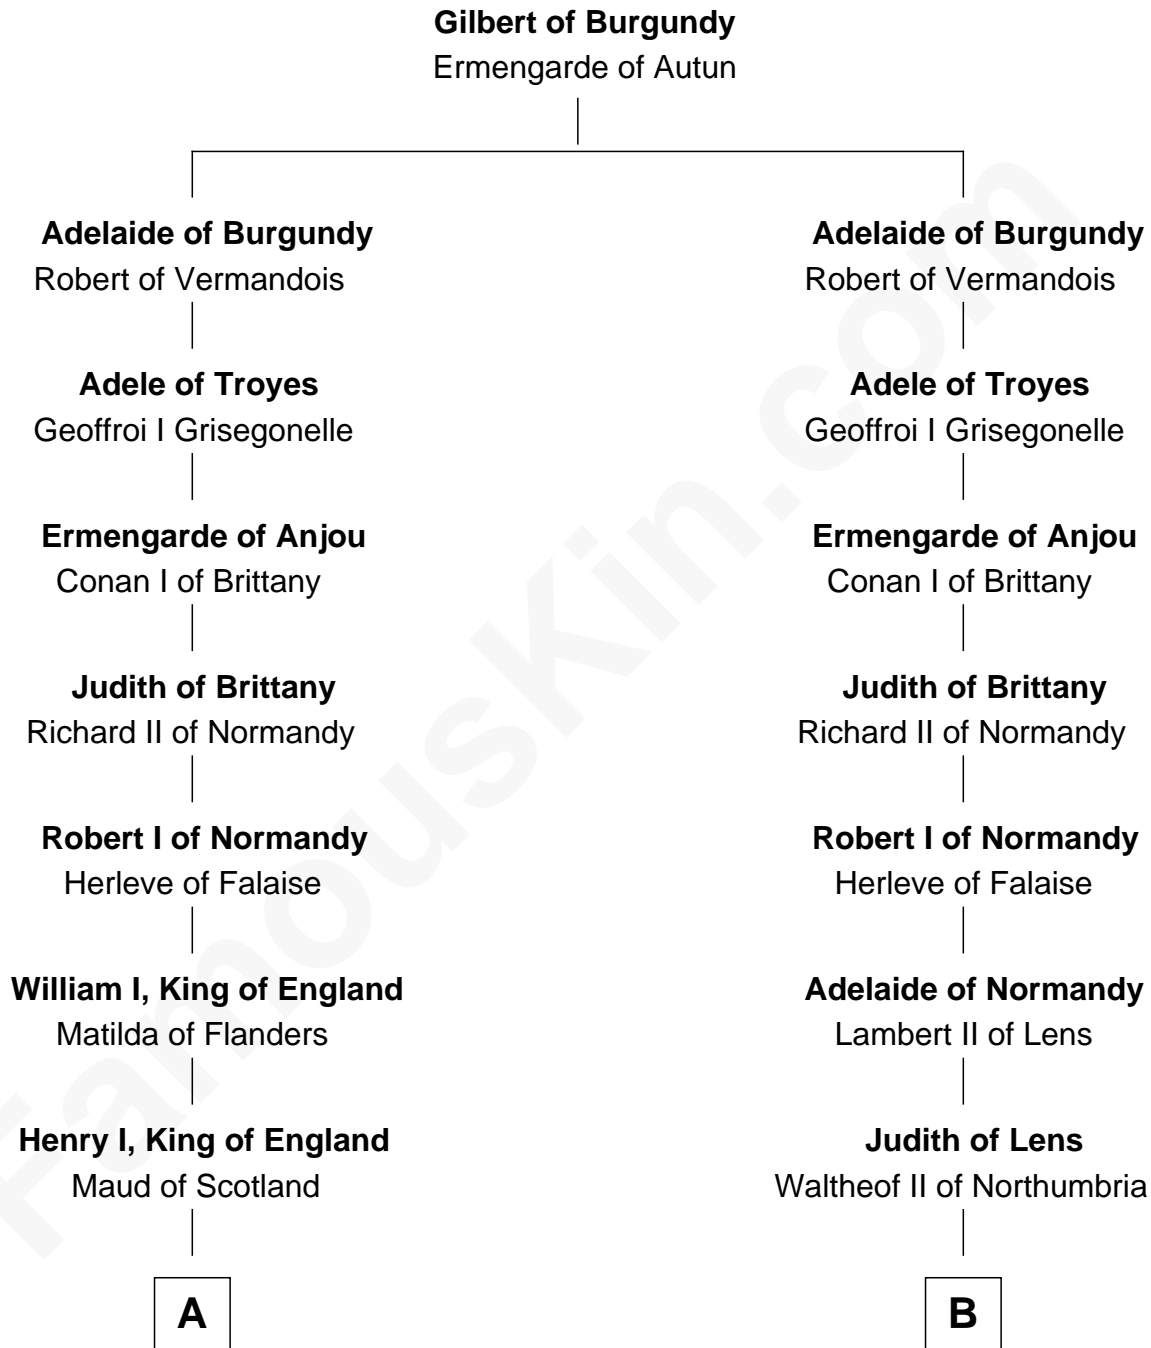 Gilbert of Burgundy
Ermengarde of Autun
Adelaide of Burgundy
Robert of Vermandois
Adele of Troyes
Geoffroi I Grisegonelle
Ermengarde of Anjou
Conan I of Brittany
Judith of Brittany
Richard II of Normandy
Robert I of Normandy
Herleve of Falaise
William I, King of England
Matilda of Flanders
Henry I, King of England
Maud of Scotland
A
Adelaide of Burgundy
Robert of Vermandois
Adele of Troyes
Geoffroi I Grisegonelle
Ermengarde of Anjou
Conan I of Brittany
Judith of Brittany
Richard II of Normandy
Robert I of Normandy
Herleve of Falaise
Adelaide of Normandy
Lambert II of Lens
Judith of Lens
Waltheof II of Northumbria
B
FamousKin.com